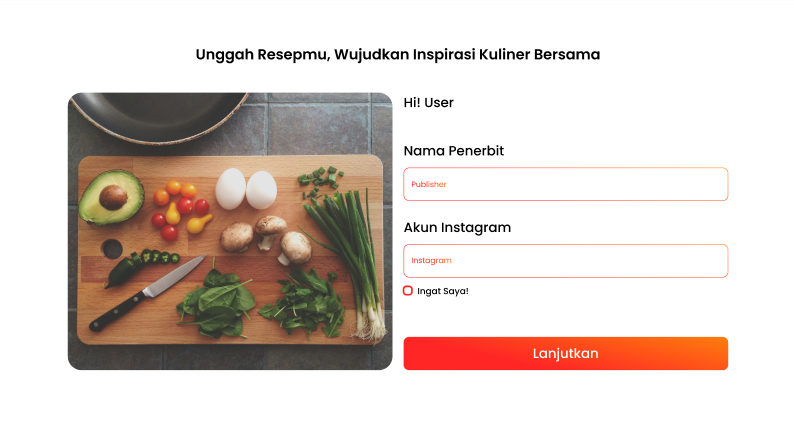 Unggah Resepmu, Wujudkan Inspirasi Kuliner Bersama
Hi! User
Nama Penerbit
Publisher
Akun Instagram
Instagram
Ingat Saya!
Lanjutkan